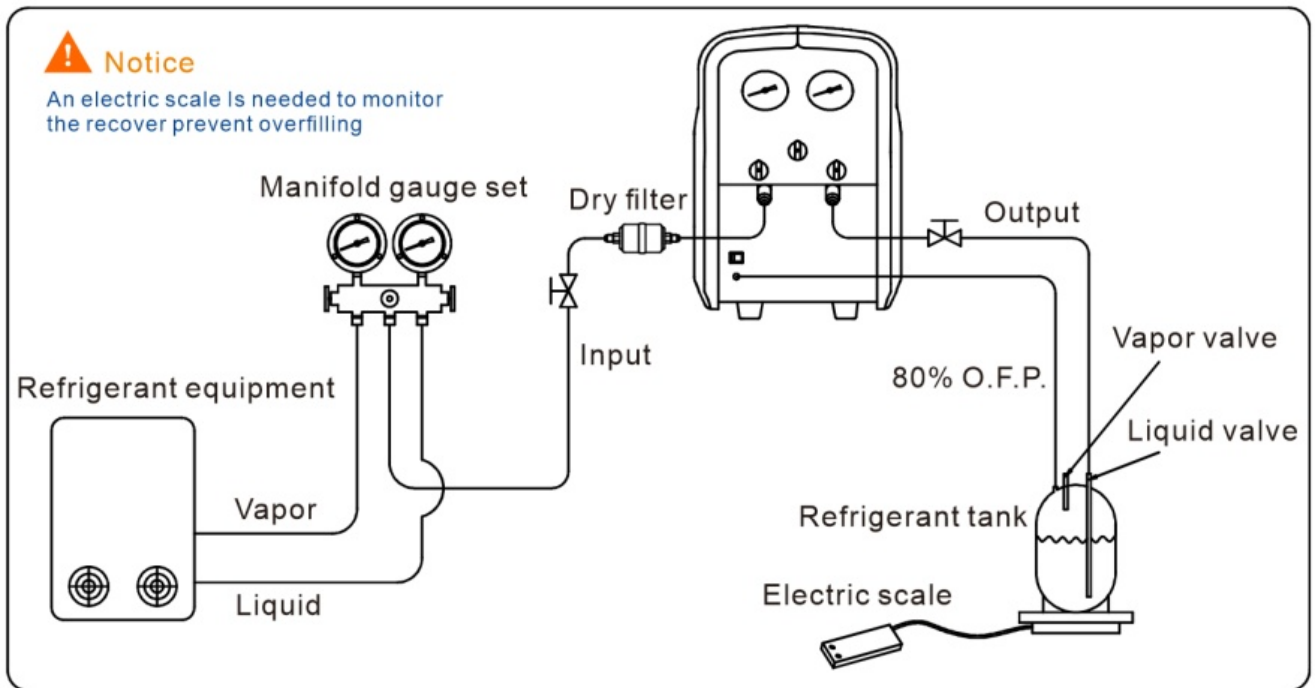 Notice
An electric scale Is needed to monitor
the recover prevent overfilling
Manifold gauge set
Dry filter
Output
Input
Vapor valve
80% O.F.P.
Refrigerant equipment
Liquid valve
Vapor
Refrigerant tank
Liquid
Electric scale